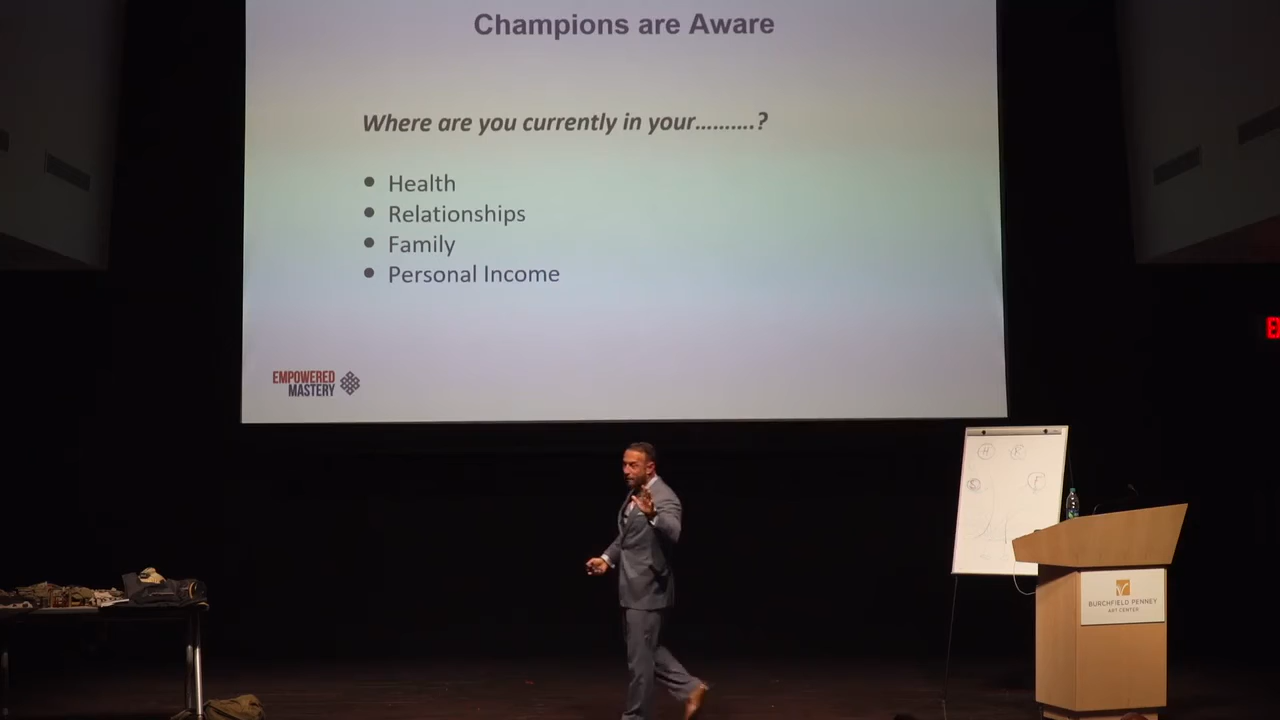 Champions are Aware
Where are you currently in your..........?
Health
Relationships
Family
Personal Income
EMPOWERED
MASTERY
H
S
BURCHFIELD PENNEY
ART CENTER